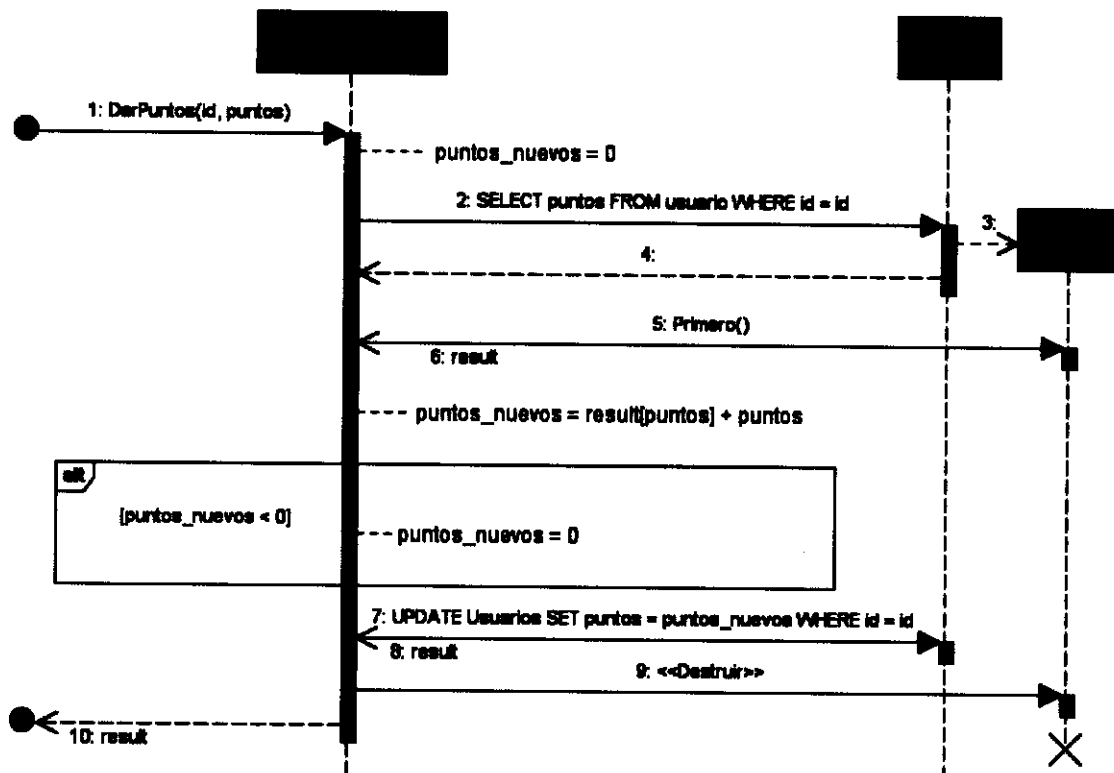 1: DarPuntos(id, puntos)
puntos_nuevos = 0
2: SELECT puntos FROM usuario WHERE id = id
3:
4:
5: Primero()
6: result
puntos_nuevos = result[puntos] + puntos
alt
[puntos_nuevos < 0]
puntos_nuevos = 0
7: UPDATE Usuarios SET puntos = puntos_nuevos WHERE id = id
8: result
9: <<Destruir>>
10: result